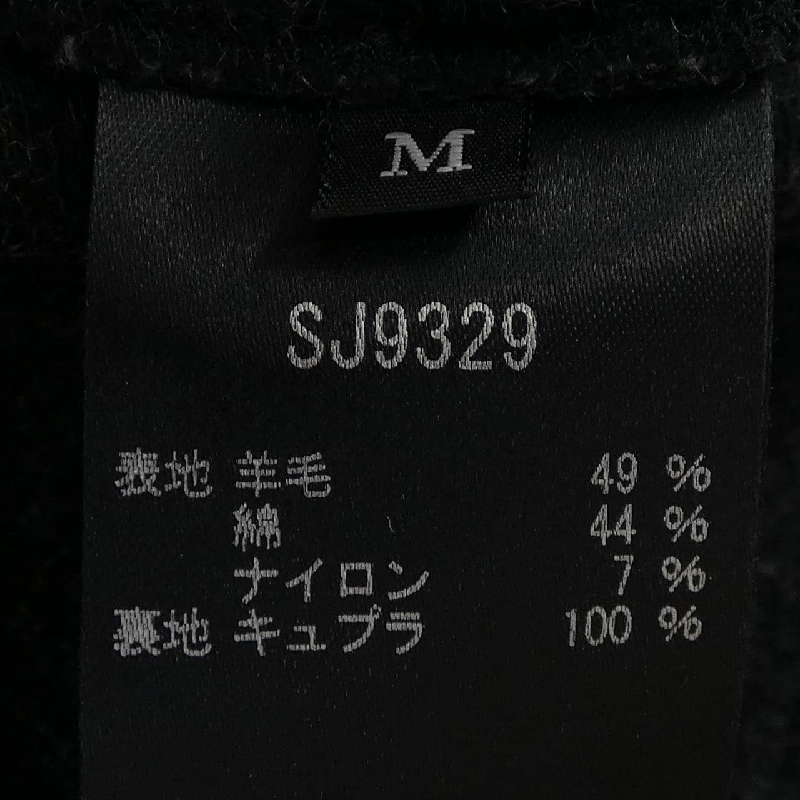 M
SJ9329
表地 羊毛 49 %
綿 44 %
ナイロン 7 %
裏地 キュプラ 100 %